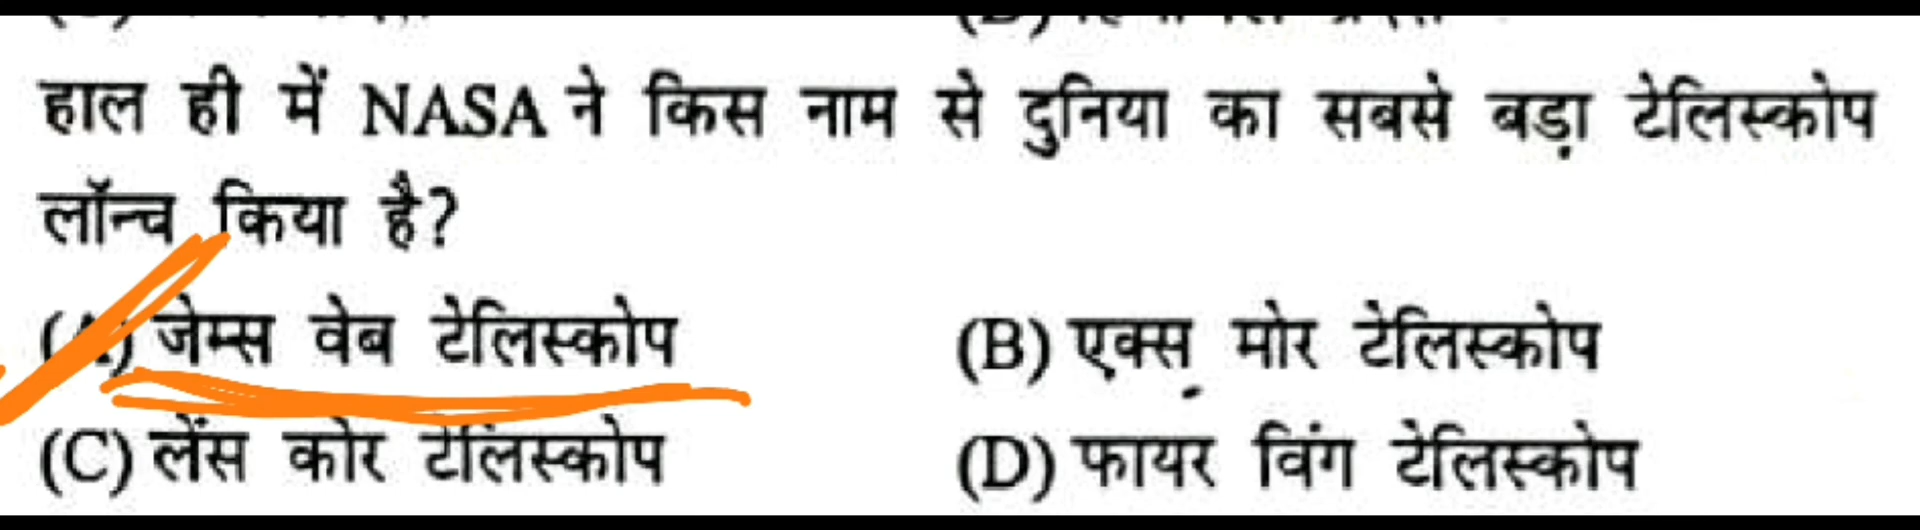 हाल ही में NASA ने किस नाम से दुनिया का सबसे बड़ा टेलिस्कोप
लॉन्च किया है?
(A) जेम्स वेब टेलिस्कोप (B) एक्स मोर टेलिस्कोप
(C) लेंस कोर टेलिस्कोप (D) फायर विंग टेलिस्कोप